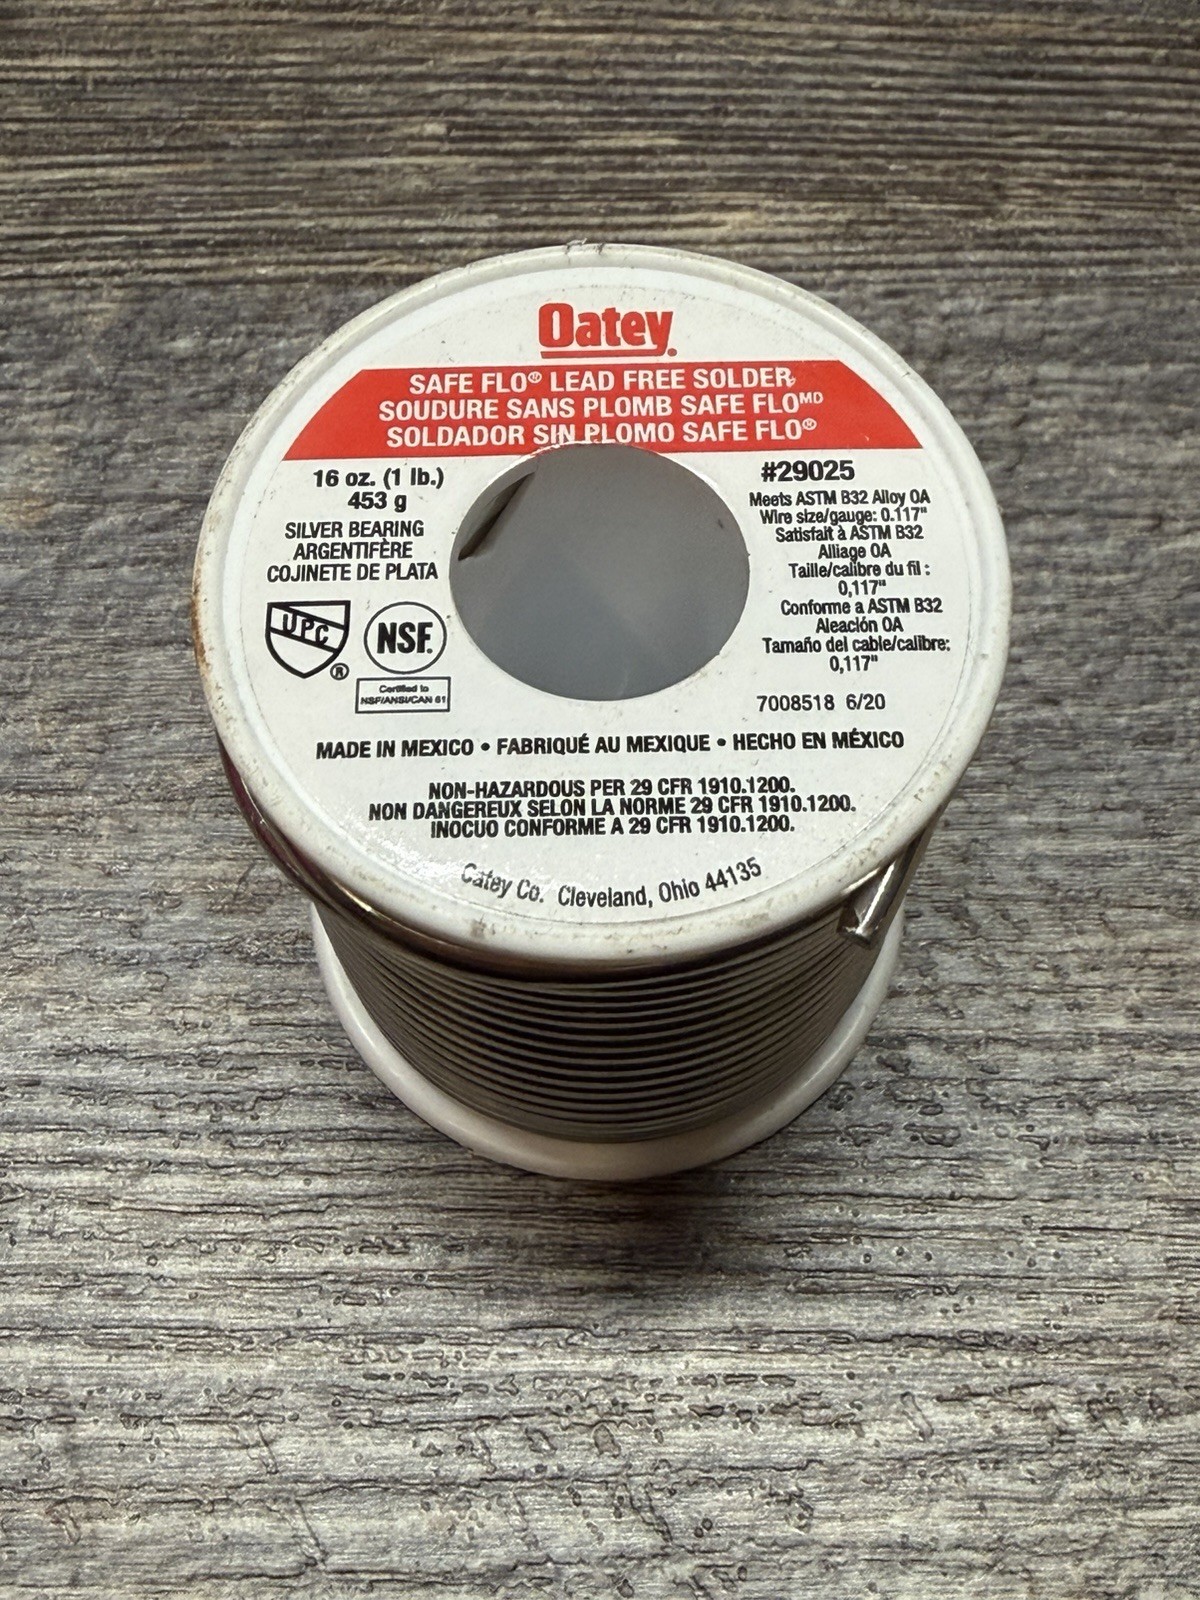 Oatey®
SAFE FLO® LEAD FREE SOLDER
SOUDURE SANS PLOMB SAFE FLOMD
SOLDADOR SIN PLOMO SAFE FLO®
16 oz. (1 lb.)
453 g
SILVER BEARING
ARGENTIFÈRE
COJINETE DE PLATA
UPC®
NSF.
Certified to
NSF/ANSI/CAN 61
#29025
Meets ASTM B32 Alloy OA
Wire size/gauge: 0.117"
Satisfait à ASTM B32
Alliage OA
Taille/calibre du fil :
0,117"
Conforme a ASTM B32
Aleación OA
Tamaño del cable/calibre:
0,117"
7008518 6/20
MADE IN MEXICO • FABRIQUÉ AU MEXIQUE • HECHO EN MÉXICO
NON-HAZARDOUS PER 29 CFR 1910.1200.
NON DANGEREUX SELON LA NORME 29 CFR 1910.1200.
INOCUO CONFORME A 29 CFR 1910.1200.
Oatey Co. Cleveland, Ohio 44135